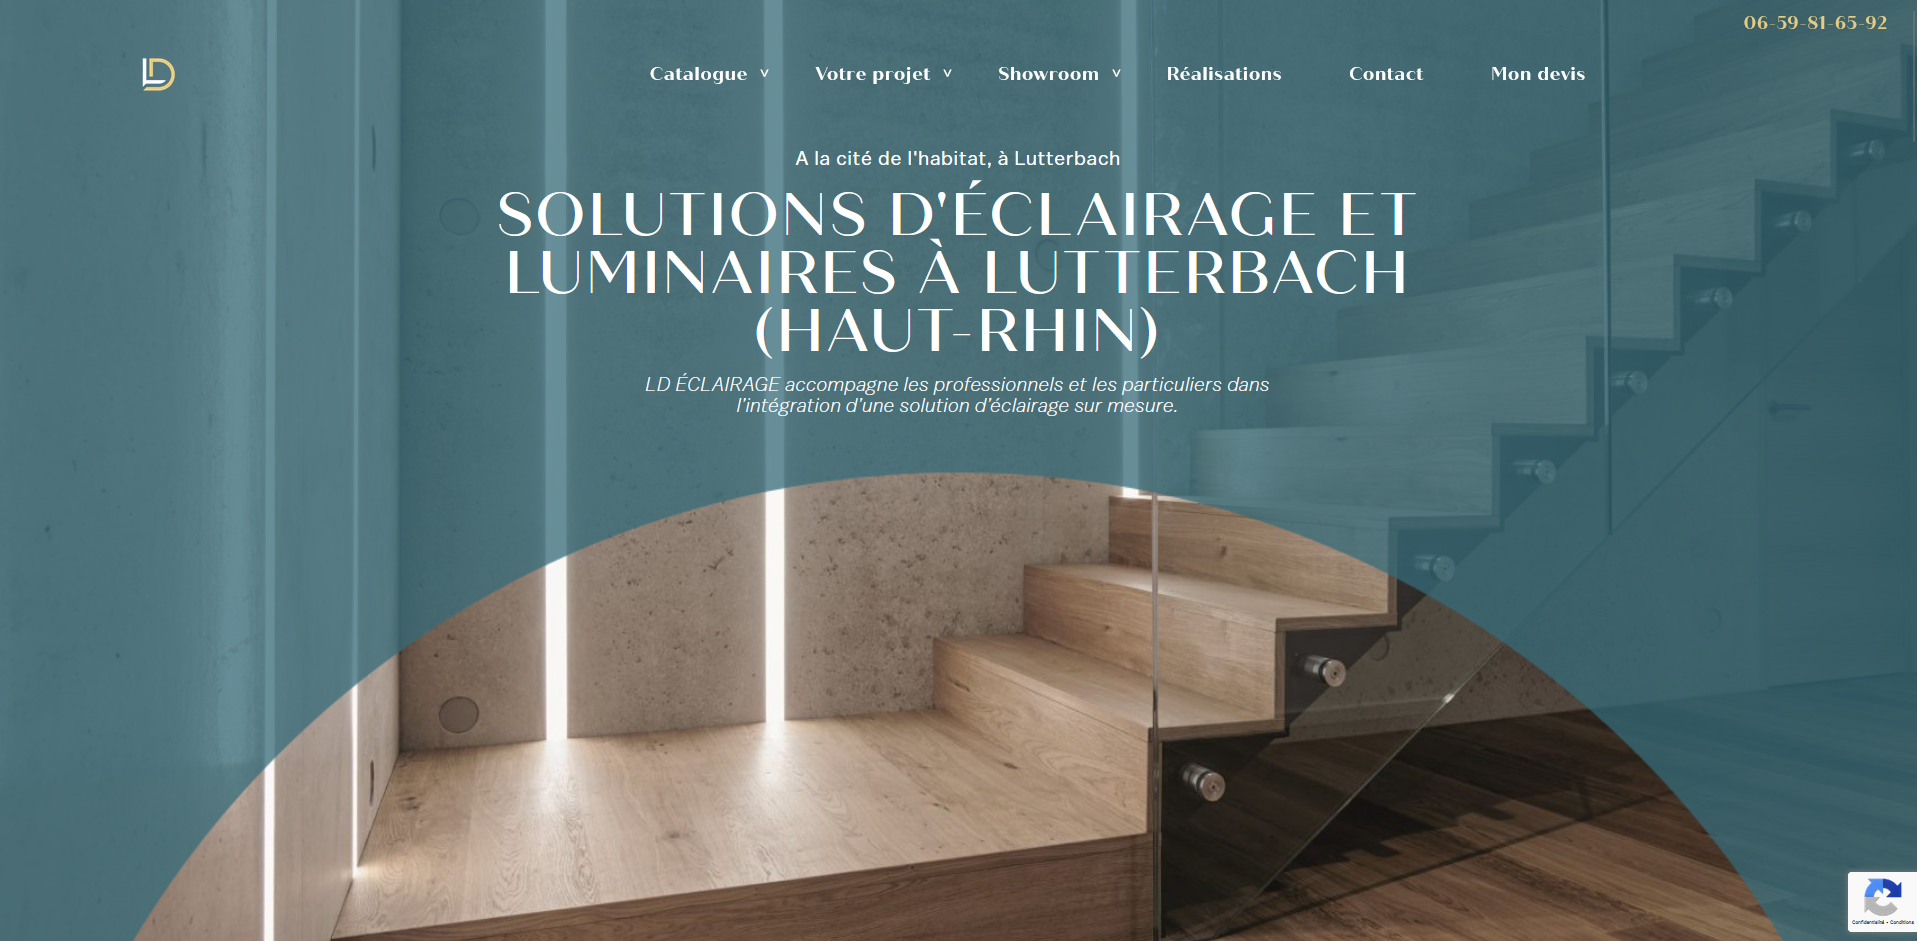 06-59-81-65-92
LD
Catalogue v Votre projet v Showroom v Réalisations Contact Mon devis
A la cité de l'habitat, à Lutterbach
SOLUTIONS D'ÉCLAIRAGE ET
LUMINAIRES À LUTTERBACH
(HAUT-RHIN)
LD ÉCLAIRAGE accompagne les professionnels et les particuliers dans
l’intégration d’une solution d’éclairage sur mesure.
Confidentialité - Conditions